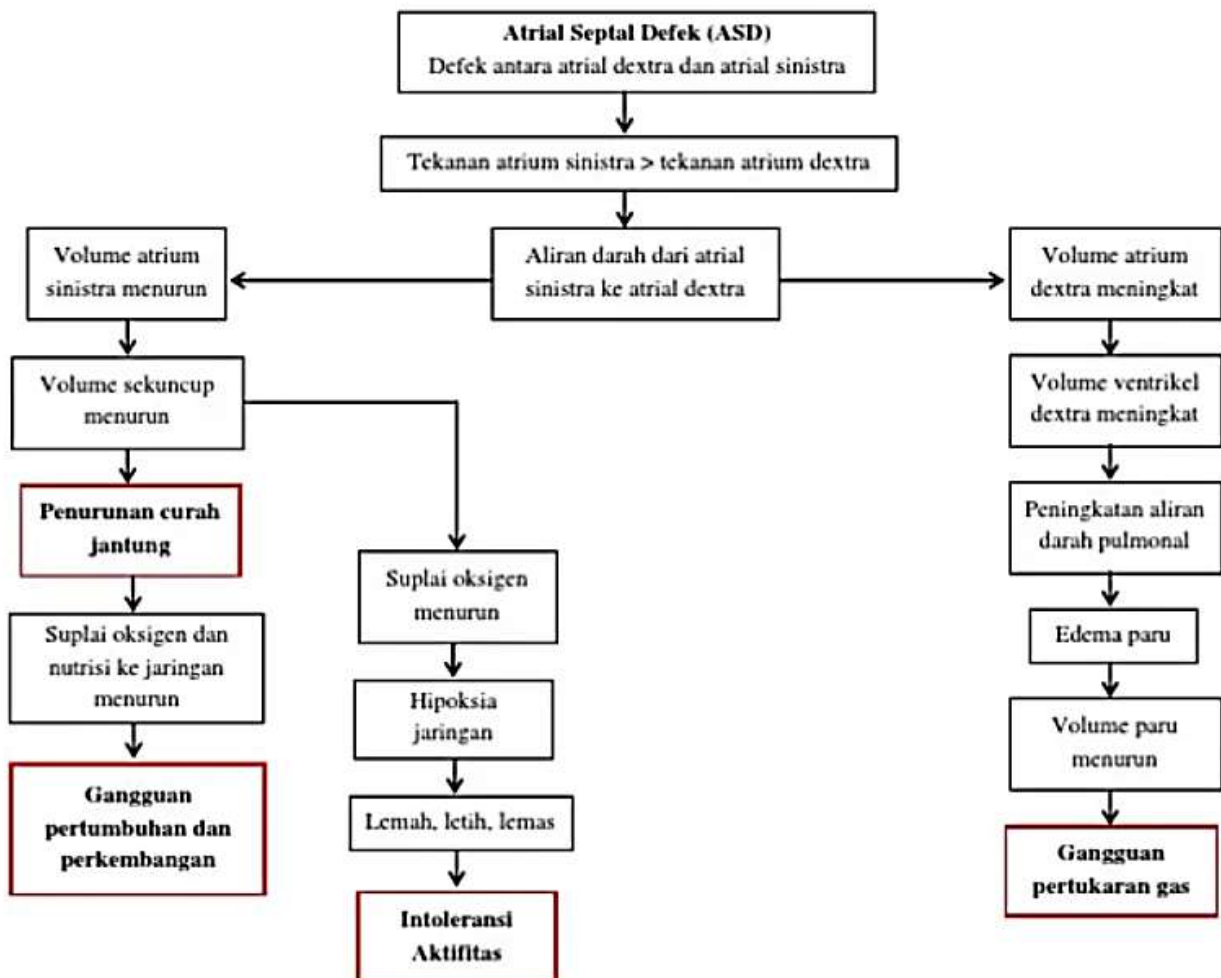 Atrial Septal Defek (ASD)
Defek antara atrial dextra dan atrial sinistra
Tekanan atrium sinistra > tekanan atrium dextra
Volume atrium
sinistra menurun
Aliran darah dari atrial
sinistra ke atrial dextra
Volume atrium
dextra meningkat
Volume sekuncup
menurun
Volume ventrikel
dextra meningkat
Penurunan curah
jantung
Peningkatan aliran
darah pulmonal
Suplai oksigen
menurun
Suplai oksigen dan
nutrisi ke jaringan
menurun
Edema paru
Hipoksia
jaringan
Volume paru
menurun
Gangguan
pertumbuhan dan
perkembangan
Lemah, letih, lemas
Gangguan
pertukaran gas
Intoleransi
Aktifitas